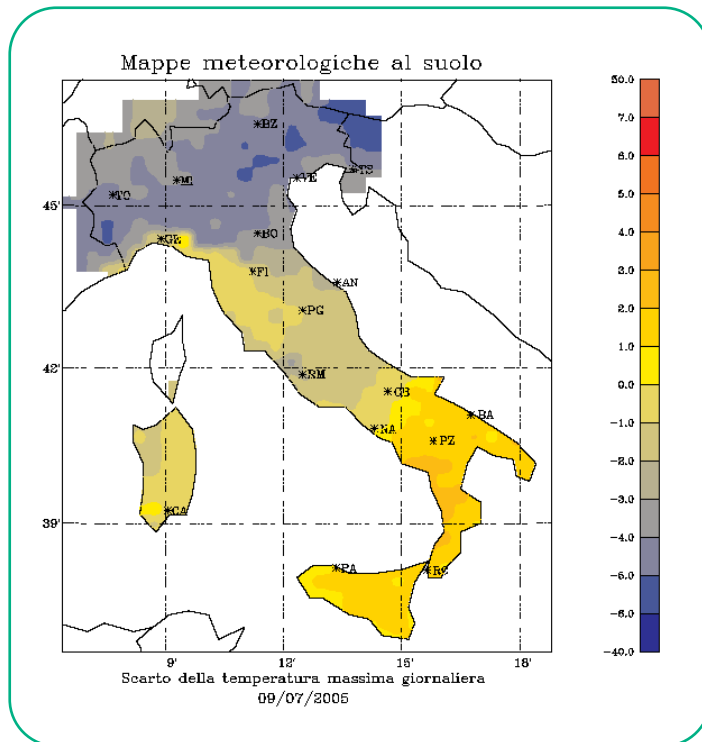 Mappe meteorologiche al suolo
50.0
7.0
6.0
5.0
4.0
3.0
2.0
1.0
0.0
-1.0
-2.0
-3.0
-4.0
-5.0
-6.0
-40.0
*BZ
*TS
*MI
*VE
*TO
45'
*BO
*GE
*FI
*AN
*PG
42'
*RM
*CB
*BA
*NA
*PZ
39'
*CA
*PA
*RC
9'
12'
15'
18'
Scarto della temperatura massima giornaliera
09/07/2005